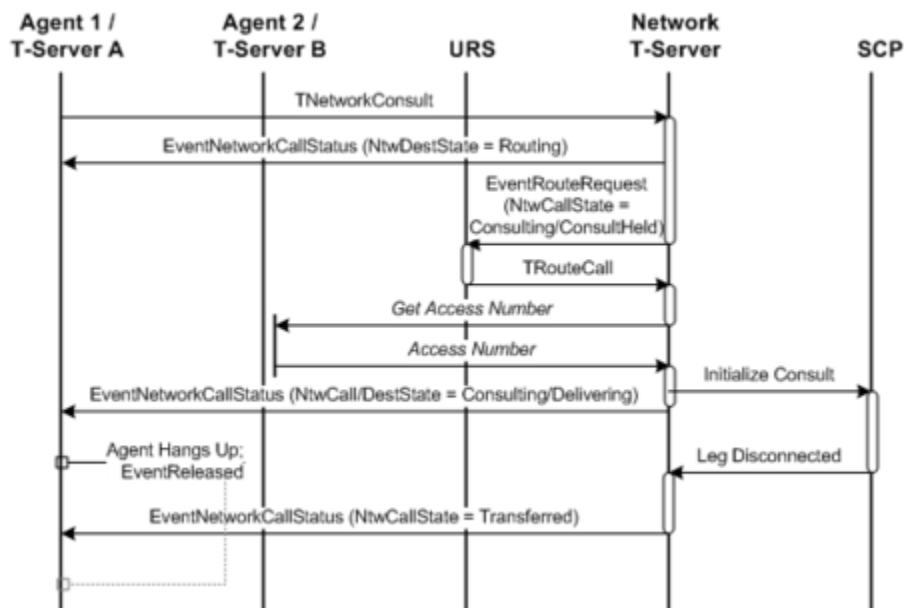 Agent 1 /
T-Server A
Agent 2 /
T-Server B
URS
Network
T-Server
SCP
TNetworkConsult
EventNetworkCallStatus (NtwDestState = Routing)
EventRouteRequest
(NtwCallState =
Consulting/ConsultHeld)
TRouteCall
Get Access Number
Access Number
Initialize Consult
EventNetworkCallStatus (NtwCall/DestState = Consulting/Delivering)
Agent Hangs Up;
EventReleased
Leg Disconnected
EventNetworkCallStatus (NtwCallState = Transferred)